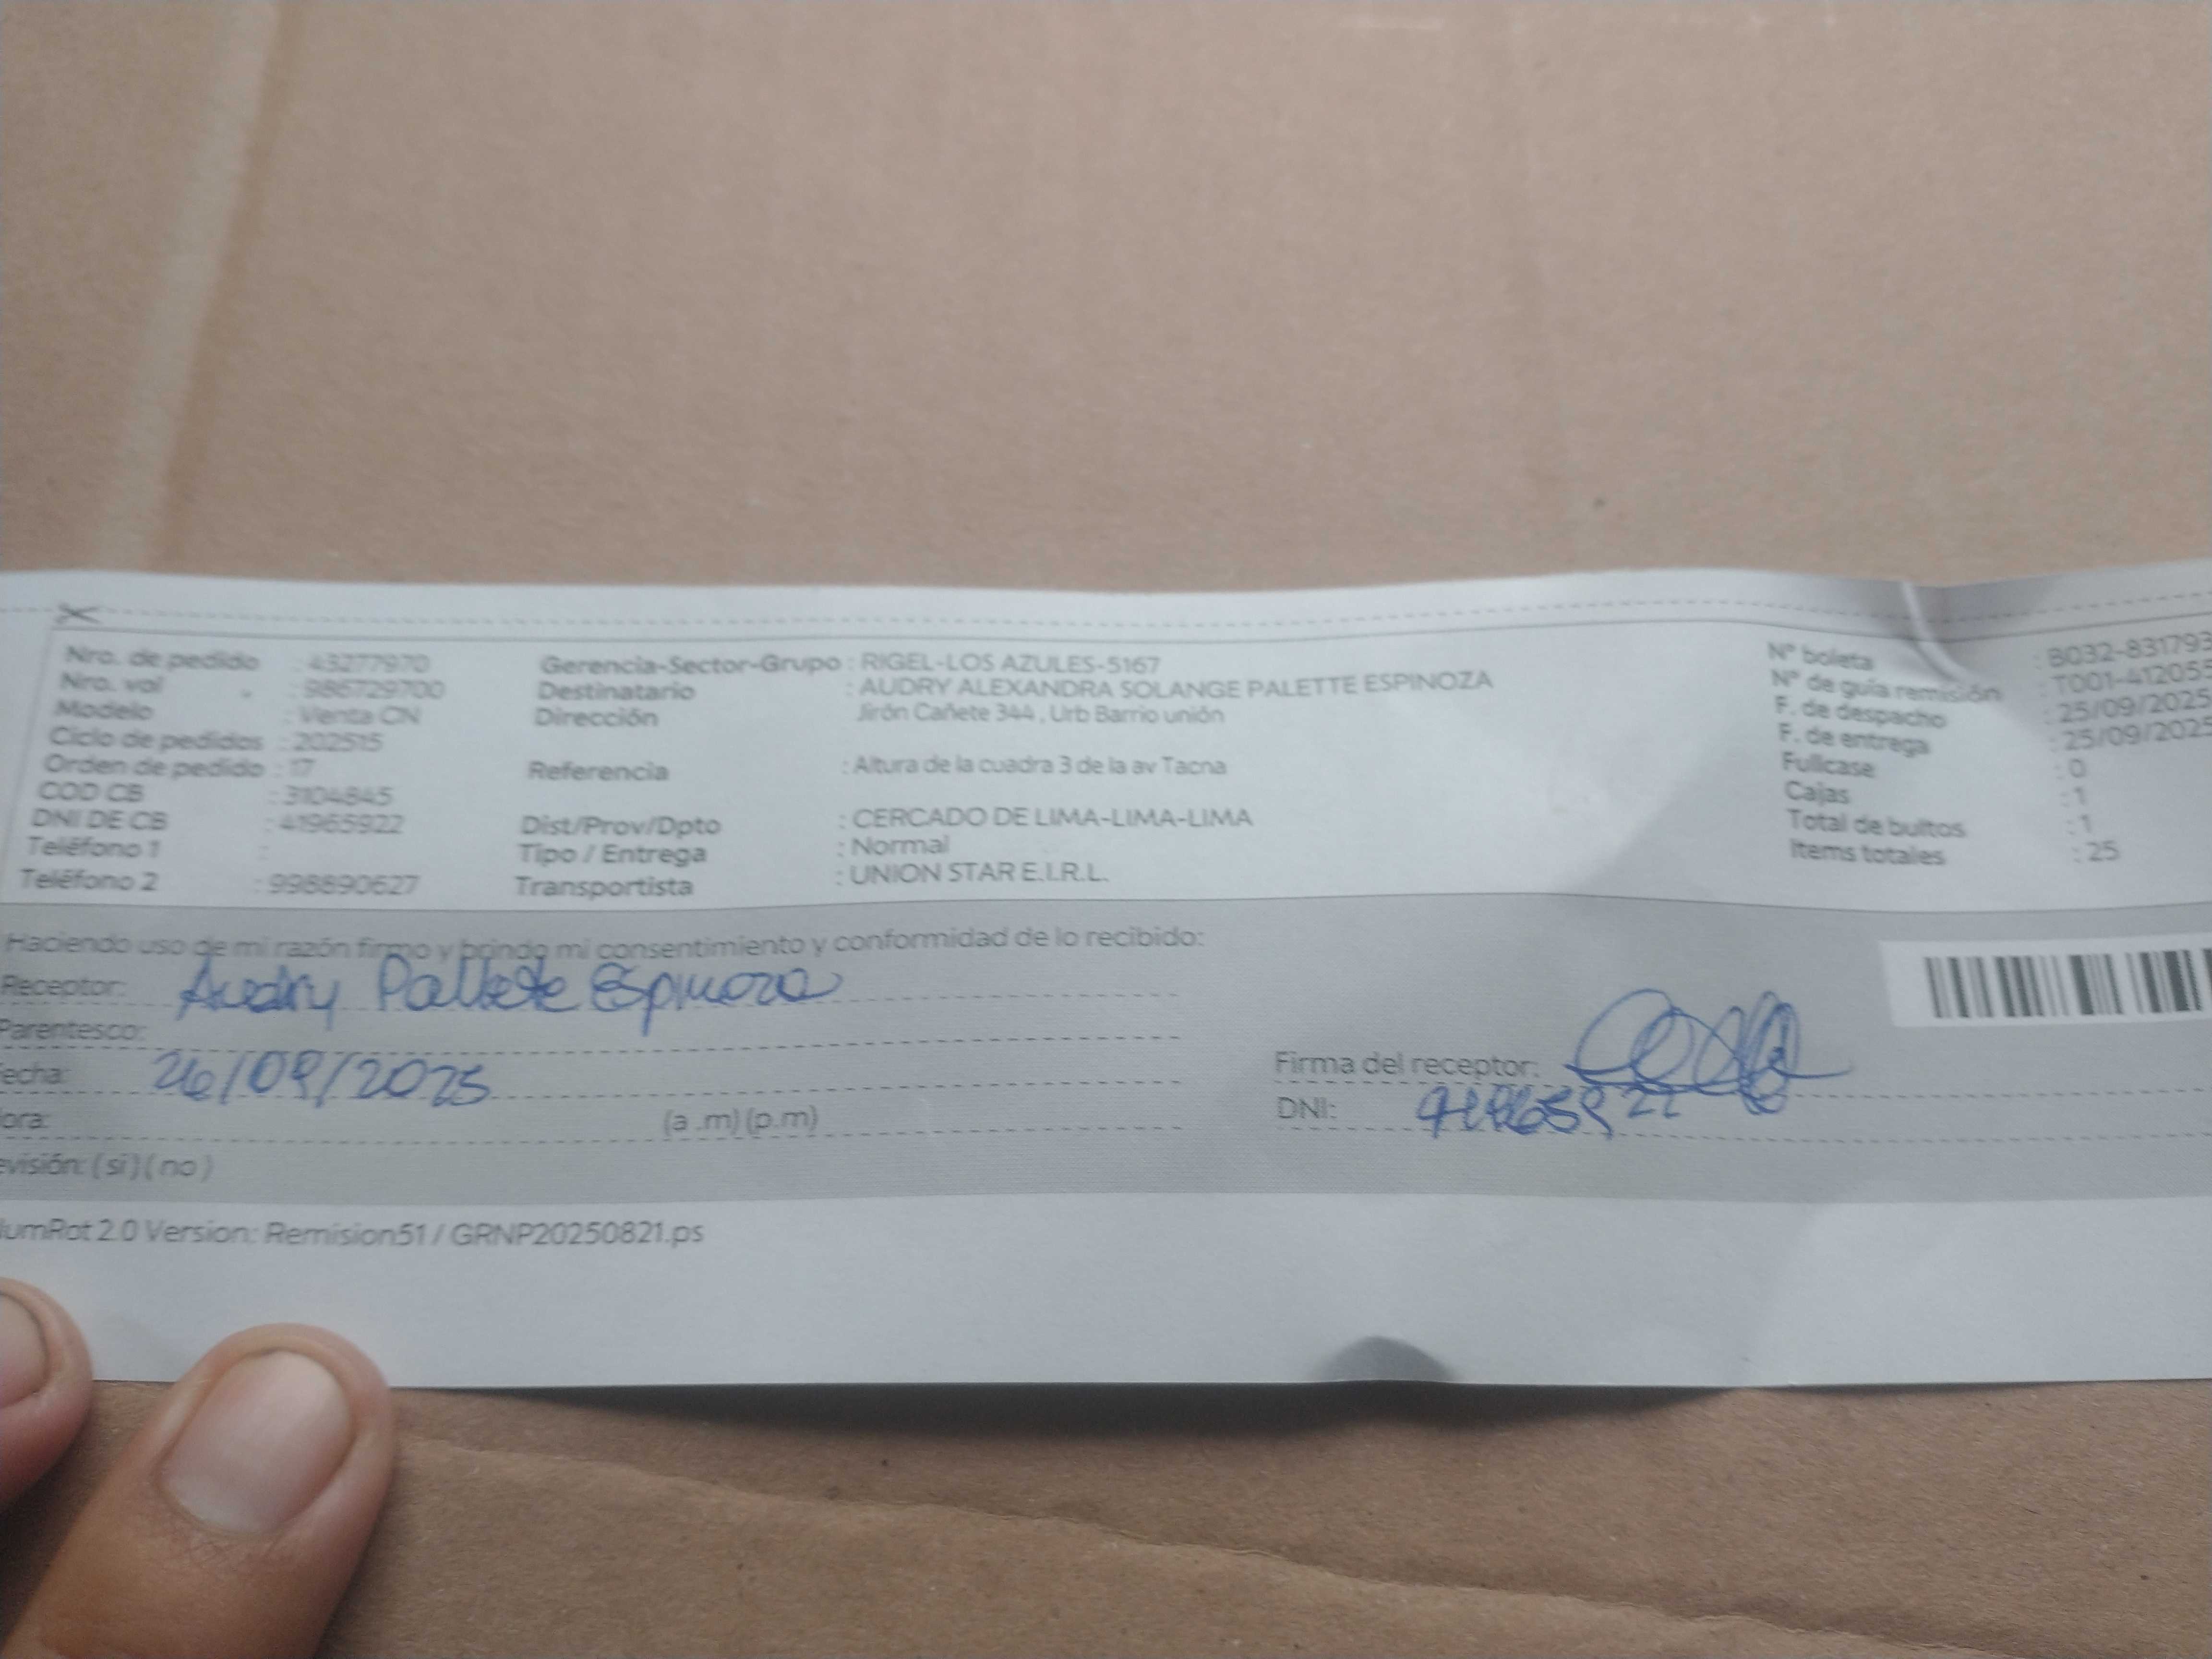 Nro. de pedido : 43277970
Nro. vol : 986729700
Modelo : Venta CN
Ciclo de pedidos : 202515
Orden de pedido : 17
COD CB : 3104845
DNI DE CB : 41965922
Teléfono 1 :
Teléfono 2 : 998890627
Gerencia-Sector-Grupo : RIGEL-LOS AZULES-5167
Destinatario : AUDRY ALEXANDRA SOLANGE PALETTE ESPINOZA
Dirección Jirón Cañete 344 , Urb Barrio unión
Referencia : Altura de la cuadra 3 de la av Tacna
Dist/Prov/Dpto : CERCADO DE LIMA-LIMA-LIMA
Tipo / Entrega : Normal
Transportista : UNION STAR E.I.R.L.
N° boleta : B032-831793
N° de guía remisión : T001-412055
F. de despacho : 25/09/2025
F. de entrega : 25/09/2025
Fullcase : 0
Cajas : 1
Total de bultos : 1
Items totales : 25
Haciendo uso de mi razón firmo y brindo mi consentimiento y conformidad de lo recibido:
Receptor: Audry Pallete Espinoza
Parentesco:
echa: 26/09/2025
ora: (a .m) (p.m)
evisión: ( si ) ( no )
Firma del receptor:
DNI:
umRot 2.0 Version: Remision51 / GRNP20250821.ps